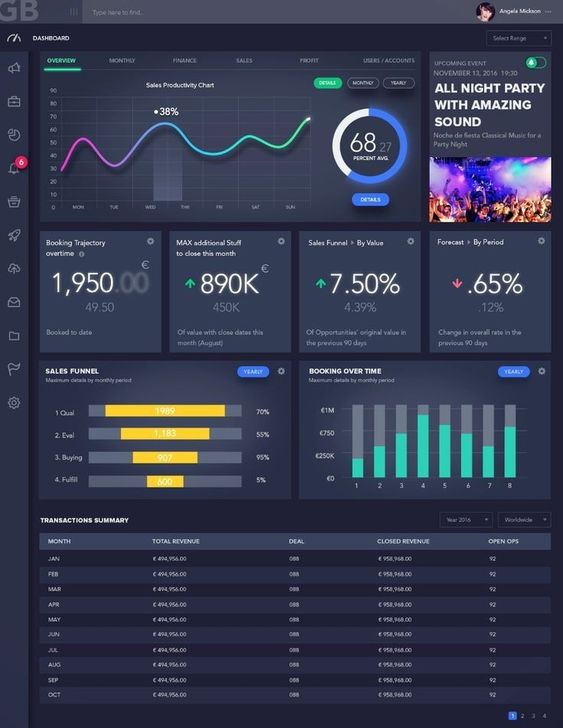 GB
Type here to find..
Angela Mickson
DASHBOARD
Select Range
OVERVIEW MONTHLY FINANCE SALES PROFIT USERS / ACCOUNTS
Sales Productivity Chart
DETAILS MONTHLY YEARLY
90
80
70
60
50
40
30
20
10
0
38%
MON TUE WED THR FRI SAT SUN
68.27
PERCENT AVG.
DETAILS
UPCOMING EVENT
NOVEMBER 13, 2016 19:30
ALL NIGHT PARTY
WITH AMAZING
SOUND
Noche de fiesta Classical Music for a
Party Night
6
Booking Trajectory
overtime
1,950.00 €
49.50
Booked to date
MAX additional Stuff
to close this month
890K €
450K
Of value with close dates this
month (August)
Sales Funnel By Value
7.50%
4.39%
Of Opportunities' original value in
the previous 90 days
Forecast By Period
.65%
.12%
Change in overall rate in the
previous 90 days
SALES FUNNEL
YEARLY
Maximum details by monthly period
1 Qual 1989 70%
2. Eval 1,183 55%
3. Buying 907 95%
4. Fulfill 600 5%
BOOKING OVER TIME
YEARLY
Maximum details by monthly period
€1M
€750
€250K
€0
1 2 3 4 5 6 7 8
TRANSACTIONS SUMMARY
Year 2016 Worldwide
MONTH TOTAL REVENUE DEAL CLOSED REVENUE OPEN OPS
JAN € 494,956.00 088 € 958,968.00 92
FEB € 494,956.00 088 € 958,968.00 92
MAR € 494,956.00 088 € 958,968.00 92
APR € 494,956.00 088 € 958,968.00 92
MAY € 494,956.00 088 € 958,968.00 92
JUN € 494,956.00 088 € 958,968.00 92
JUL € 494,956.00 088 € 958,968.00 92
AUG € 494,956.00 088 € 958,968.00 92
SEP € 494,956.00 088 € 958,968.00 92
OCT € 494,956.00 088 € 958,968.00 92
1 2 3 4